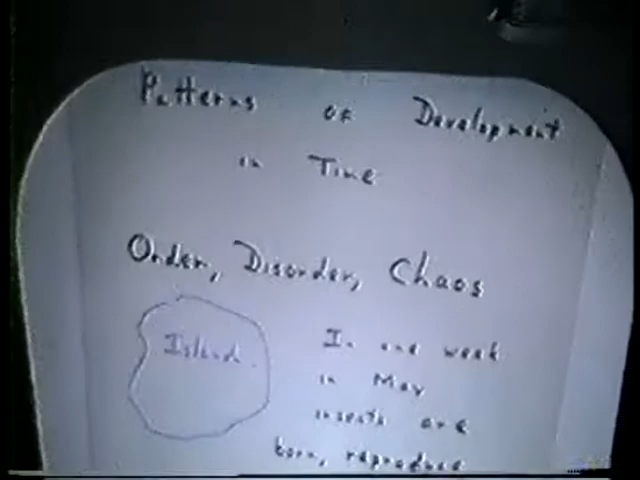 Patterns of Development
in Time
Order, Disorder, Chaos
Island
In one week
in May
insects are
born, reproduce